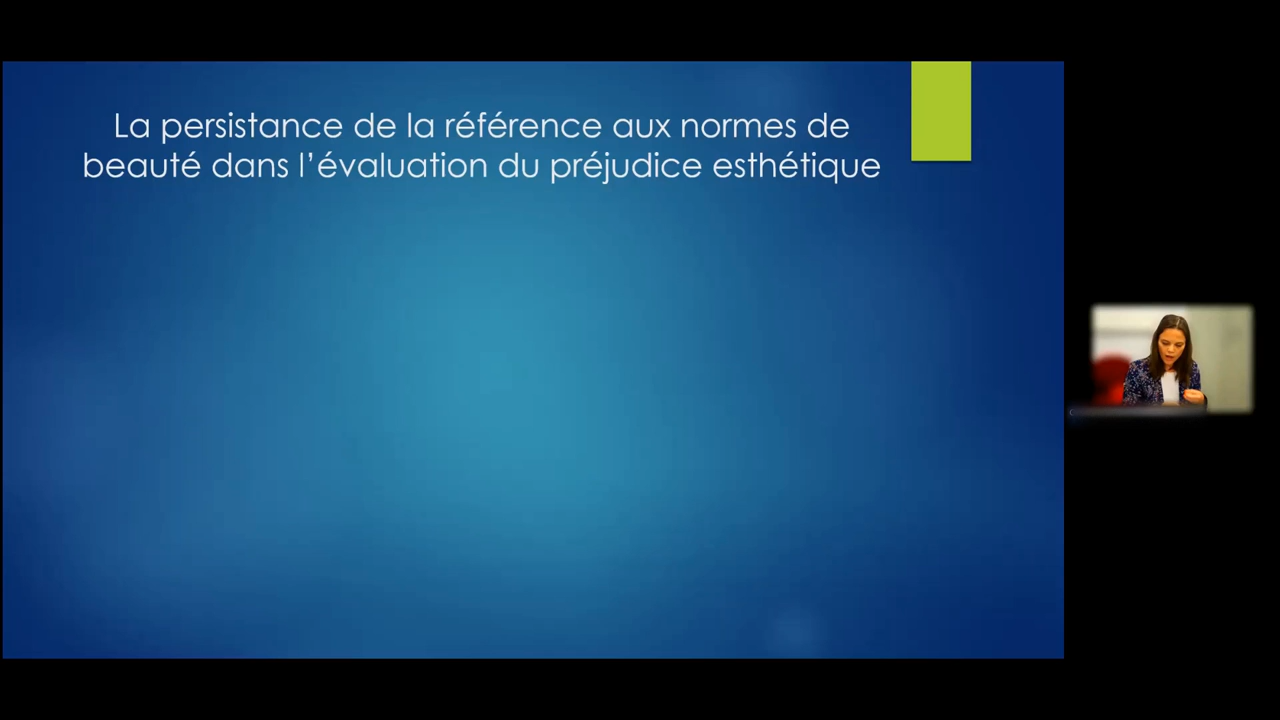 La persistance de la référence aux normes de
beauté dans l’évaluation du préjudice esthétique